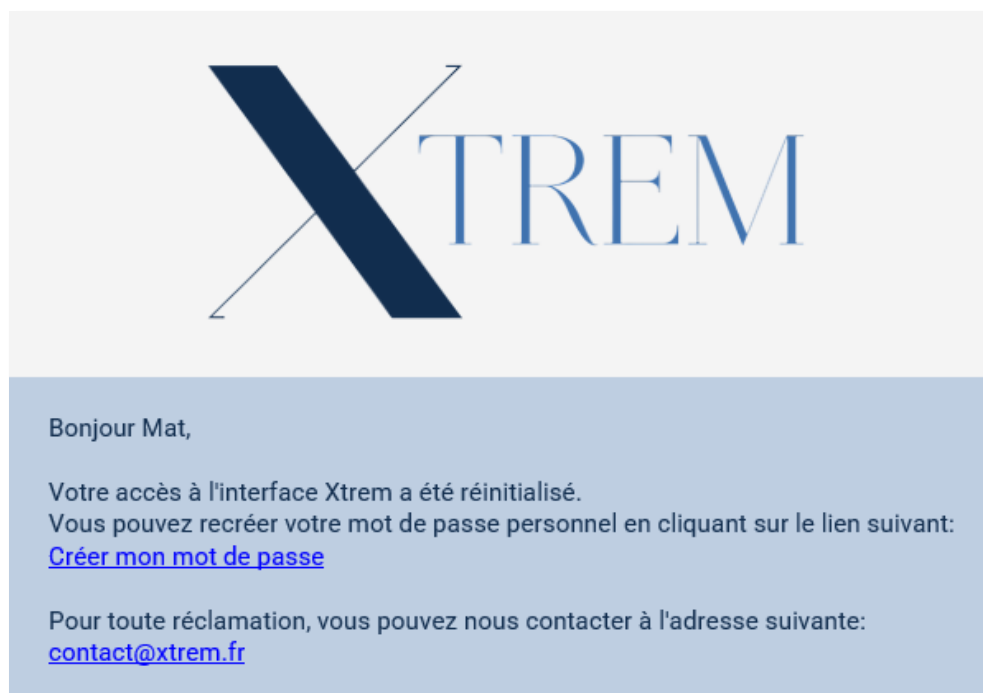 XTREM
Bonjour Mat,
Votre accès à l'interface Xtrem a été réinitialisé.
Vous pouvez recréer votre mot de passe personnel en cliquant sur le lien suivant:
Créer mon mot de passe
Pour toute réclamation, vous pouvez nous contacter à l'adresse suivante:
contact@xtrem.fr